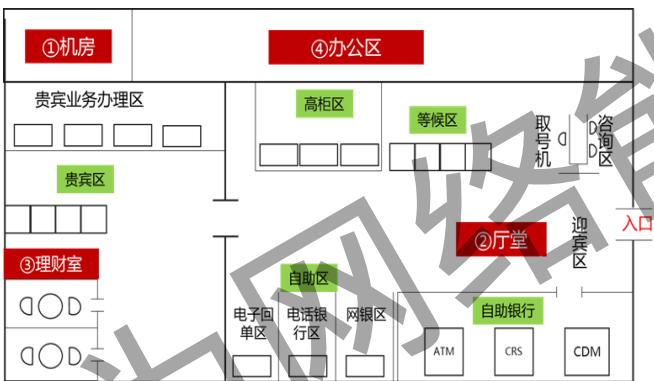 ①机房
④办公区
贵宾业务办理区
高柜区
等候区
取号机
咨询区
贵宾区
入口
②厅堂
迎宾区
③理财室
自助区
电子回
单区
电话银
行区
网银区
自助银行
ATM
CRS
CDM